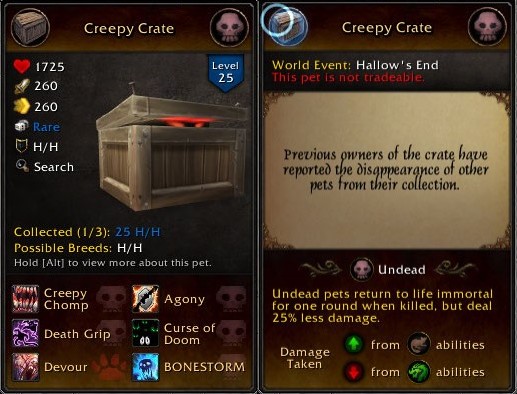 Creepy Crate
1725
Level
25
260
260
Rare
H/H
Search
Collected (1/3): 25 H/H
Possible Breeds: H/H
Hold [Alt] to view more about this pet.
Creepy
Chomp
Agony
Death Grip
Curse of
Doom
Devour
BONESTORM
Creepy Crate
World Event: Hallow's End
This pet is not tradeable.
Previous owners of the crate have
reported the disappearance of other
pets from their collection.
Undead
Undead pets return to life immortal
for one round when killed, but deal
25% less damage.
Damage
Taken
from abilities
from abilities